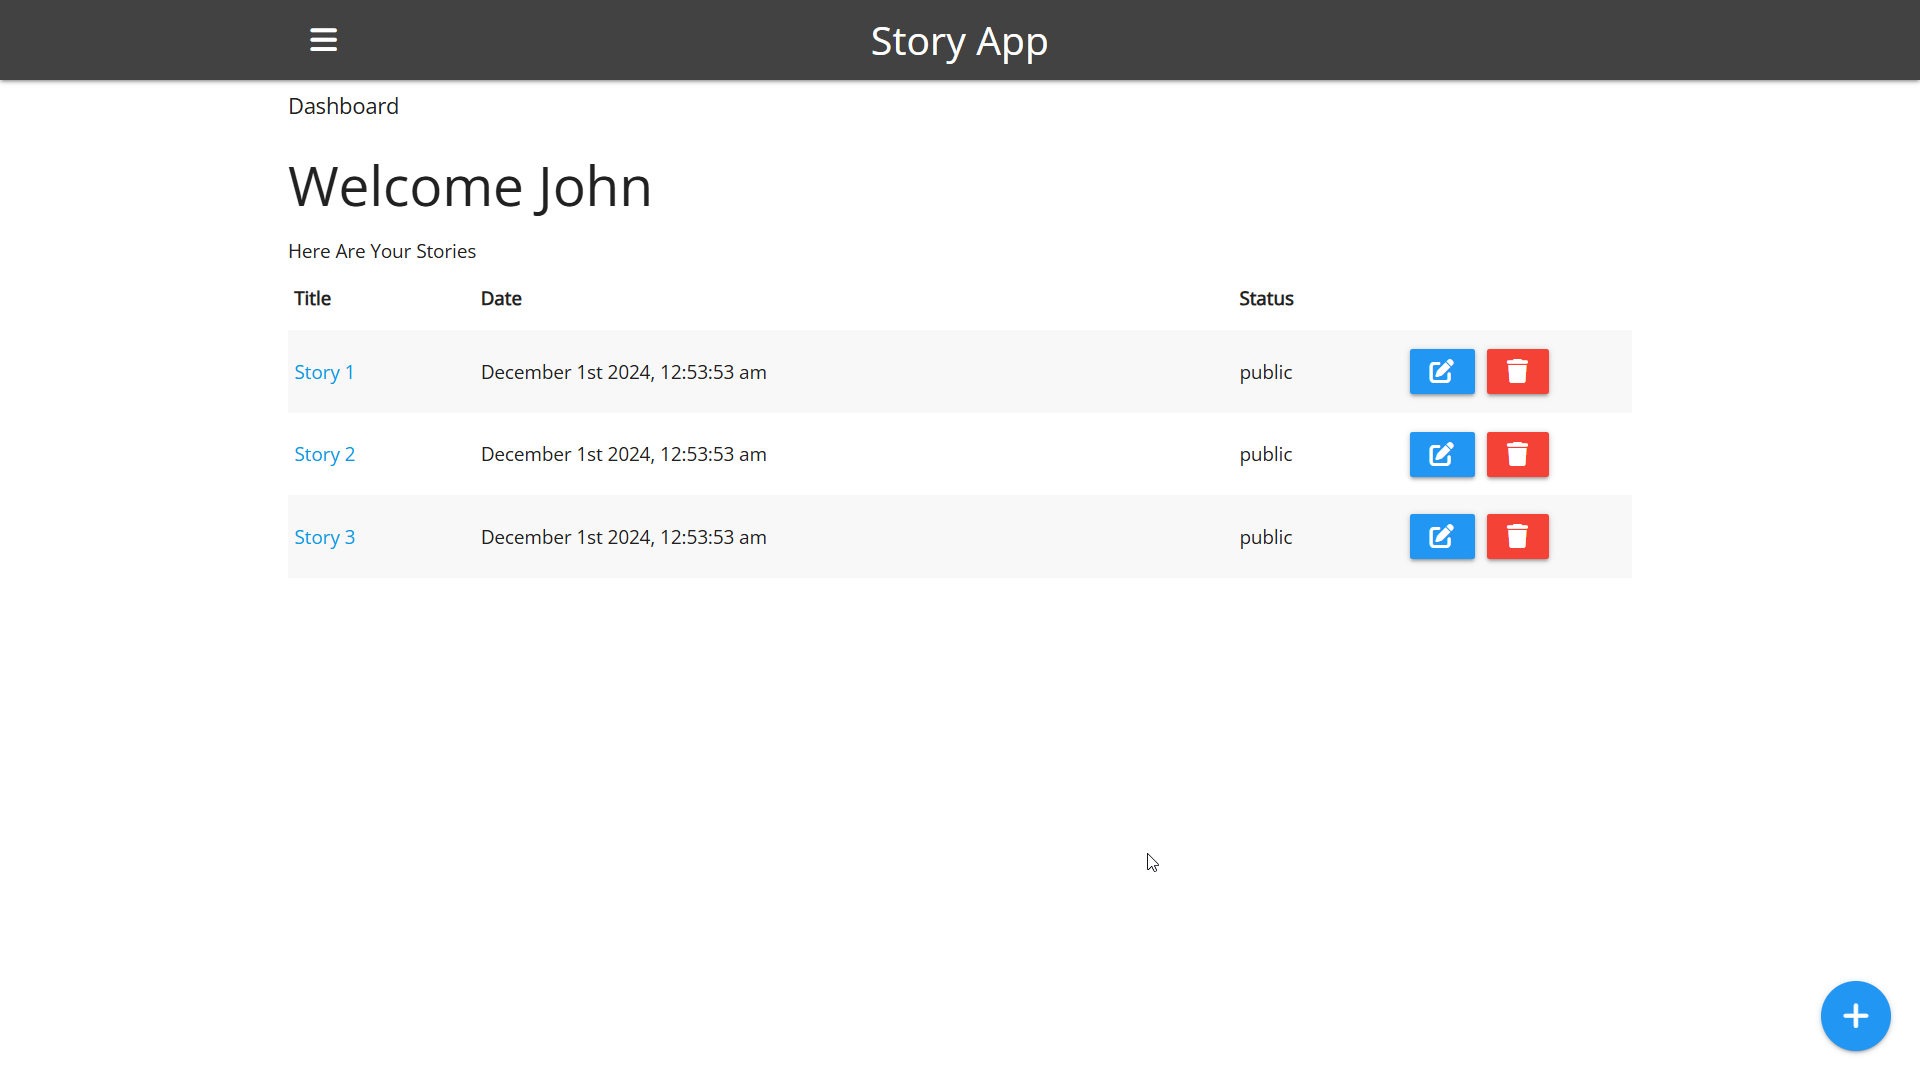 Story App
Dashboard
Welcome John
Here Are Your Stories
Title Date Status
Story 1 December 1st 2024, 12:53:53 am public
Story 2 December 1st 2024, 12:53:53 am public
Story 3 December 1st 2024, 12:53:53 am public